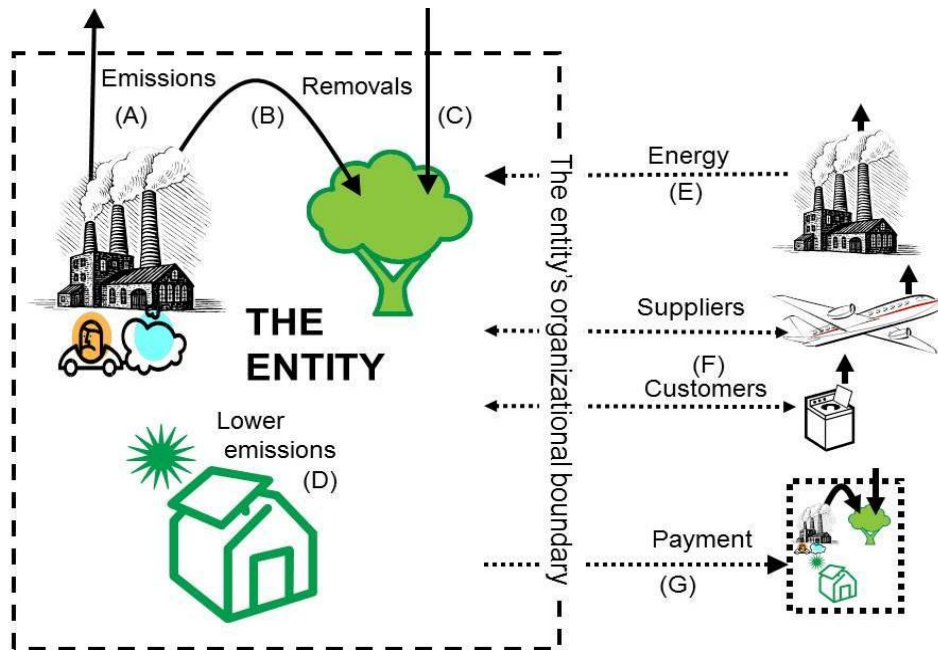 Emissions
(A)
(B)
Removals
(C)
THE
ENTITY
Lower
emissions
(D)
The entity's organizational boundary
Energy
(E)
Suppliers
(F)
Customers
Payment
(G)